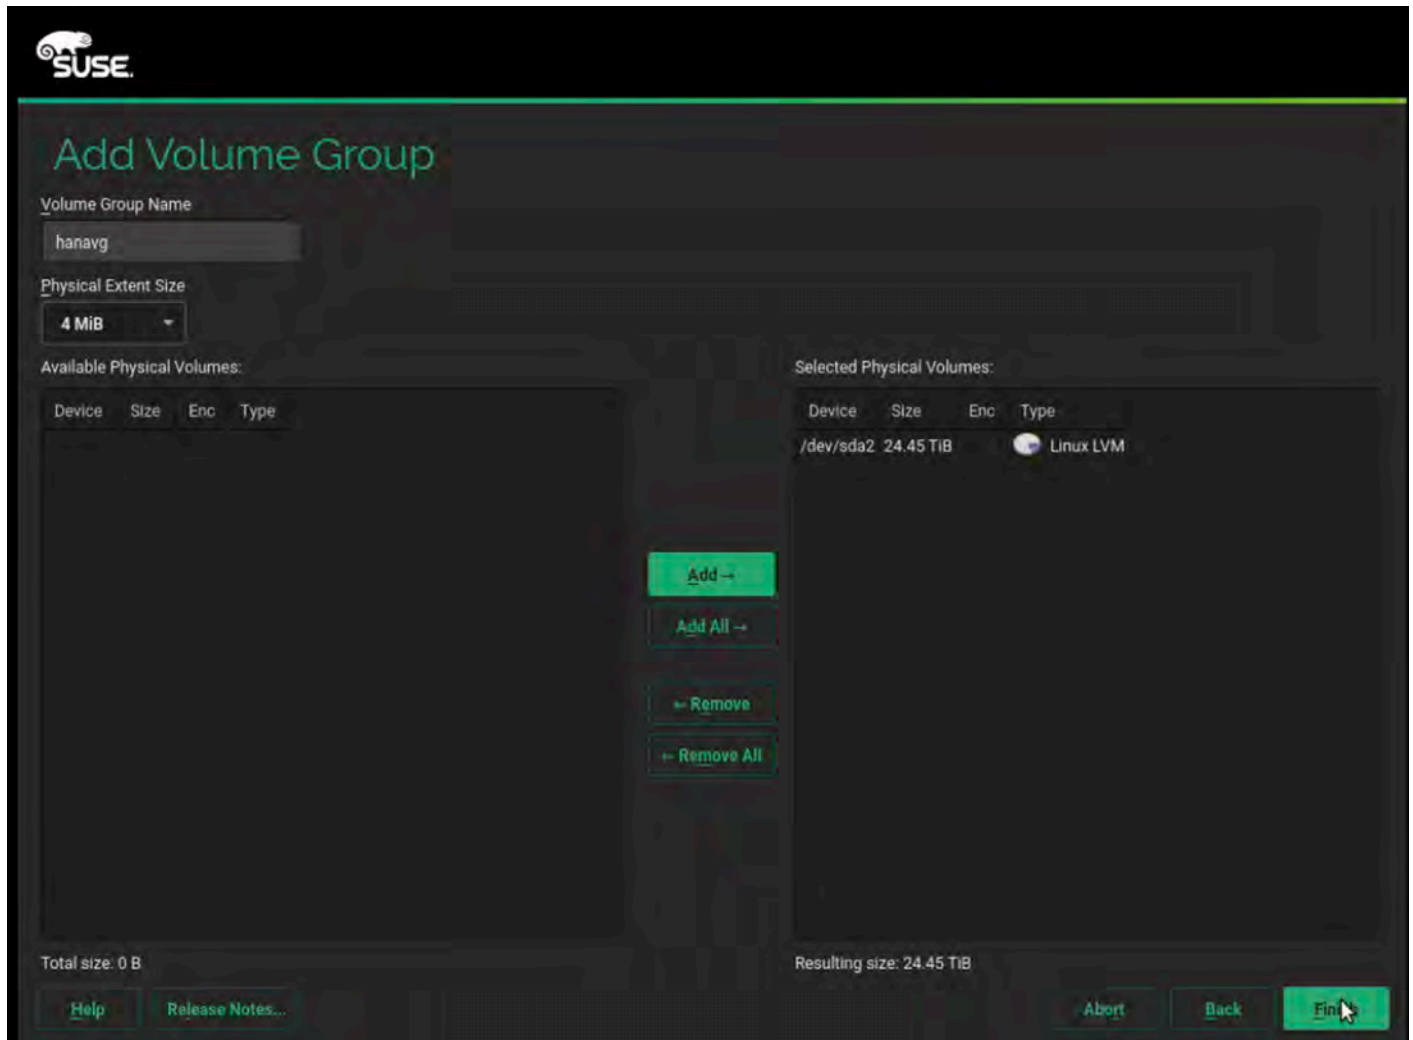 SUSE.
Add Volume Group
Volume Group Name
hanavg
Physical Extent Size
4 MiB
Available Physical Volumes:
Device Size Enc Type
Selected Physical Volumes:
Device Size Enc Type
/dev/sda2 24.45 TiB Linux LVM
Add →
Add All →
← Remove
← Remove All
Total size: 0 B
Resulting size: 24.45 TiB
Help
Release Notes...
Abort
Back